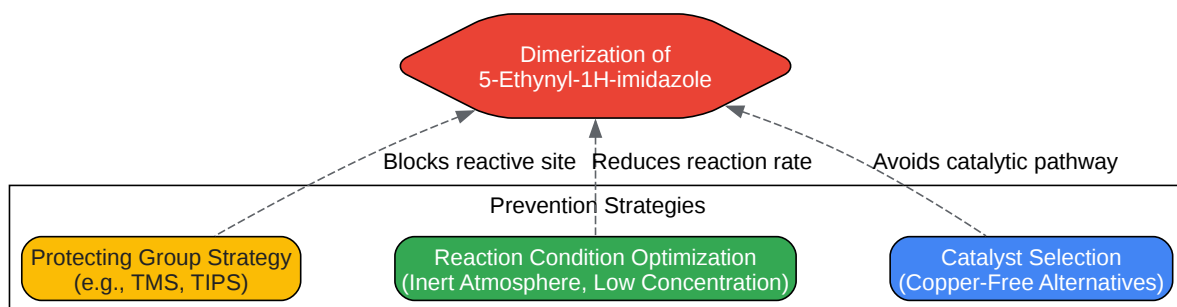 Dimerization of
5-Ethynyl-1H-imidazole
Blocks reactive site
Reduces reaction rate
Avoids catalytic pathway
Prevention Strategies
Protecting Group Strategy
(e.g., TMS, TIPS)
Reaction Condition Optimization
(Inert Atmosphere, Low Concentration)
Catalyst Selection
(Copper-Free Alternatives)